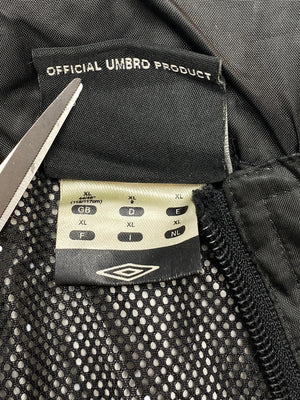 OFFICIAL UMBRO PRODUCT
XL XL XL
GB D E
XL XL XL
F I NL